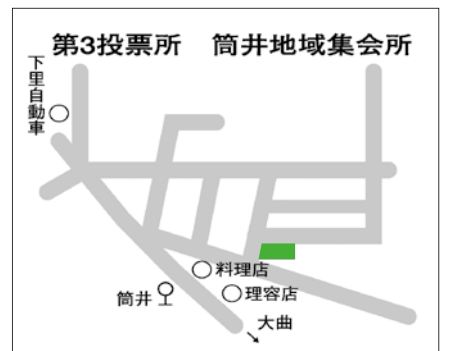 第3投票所 筒井地域集会所
下里自動車
料理店
理容店
筒井
大曲